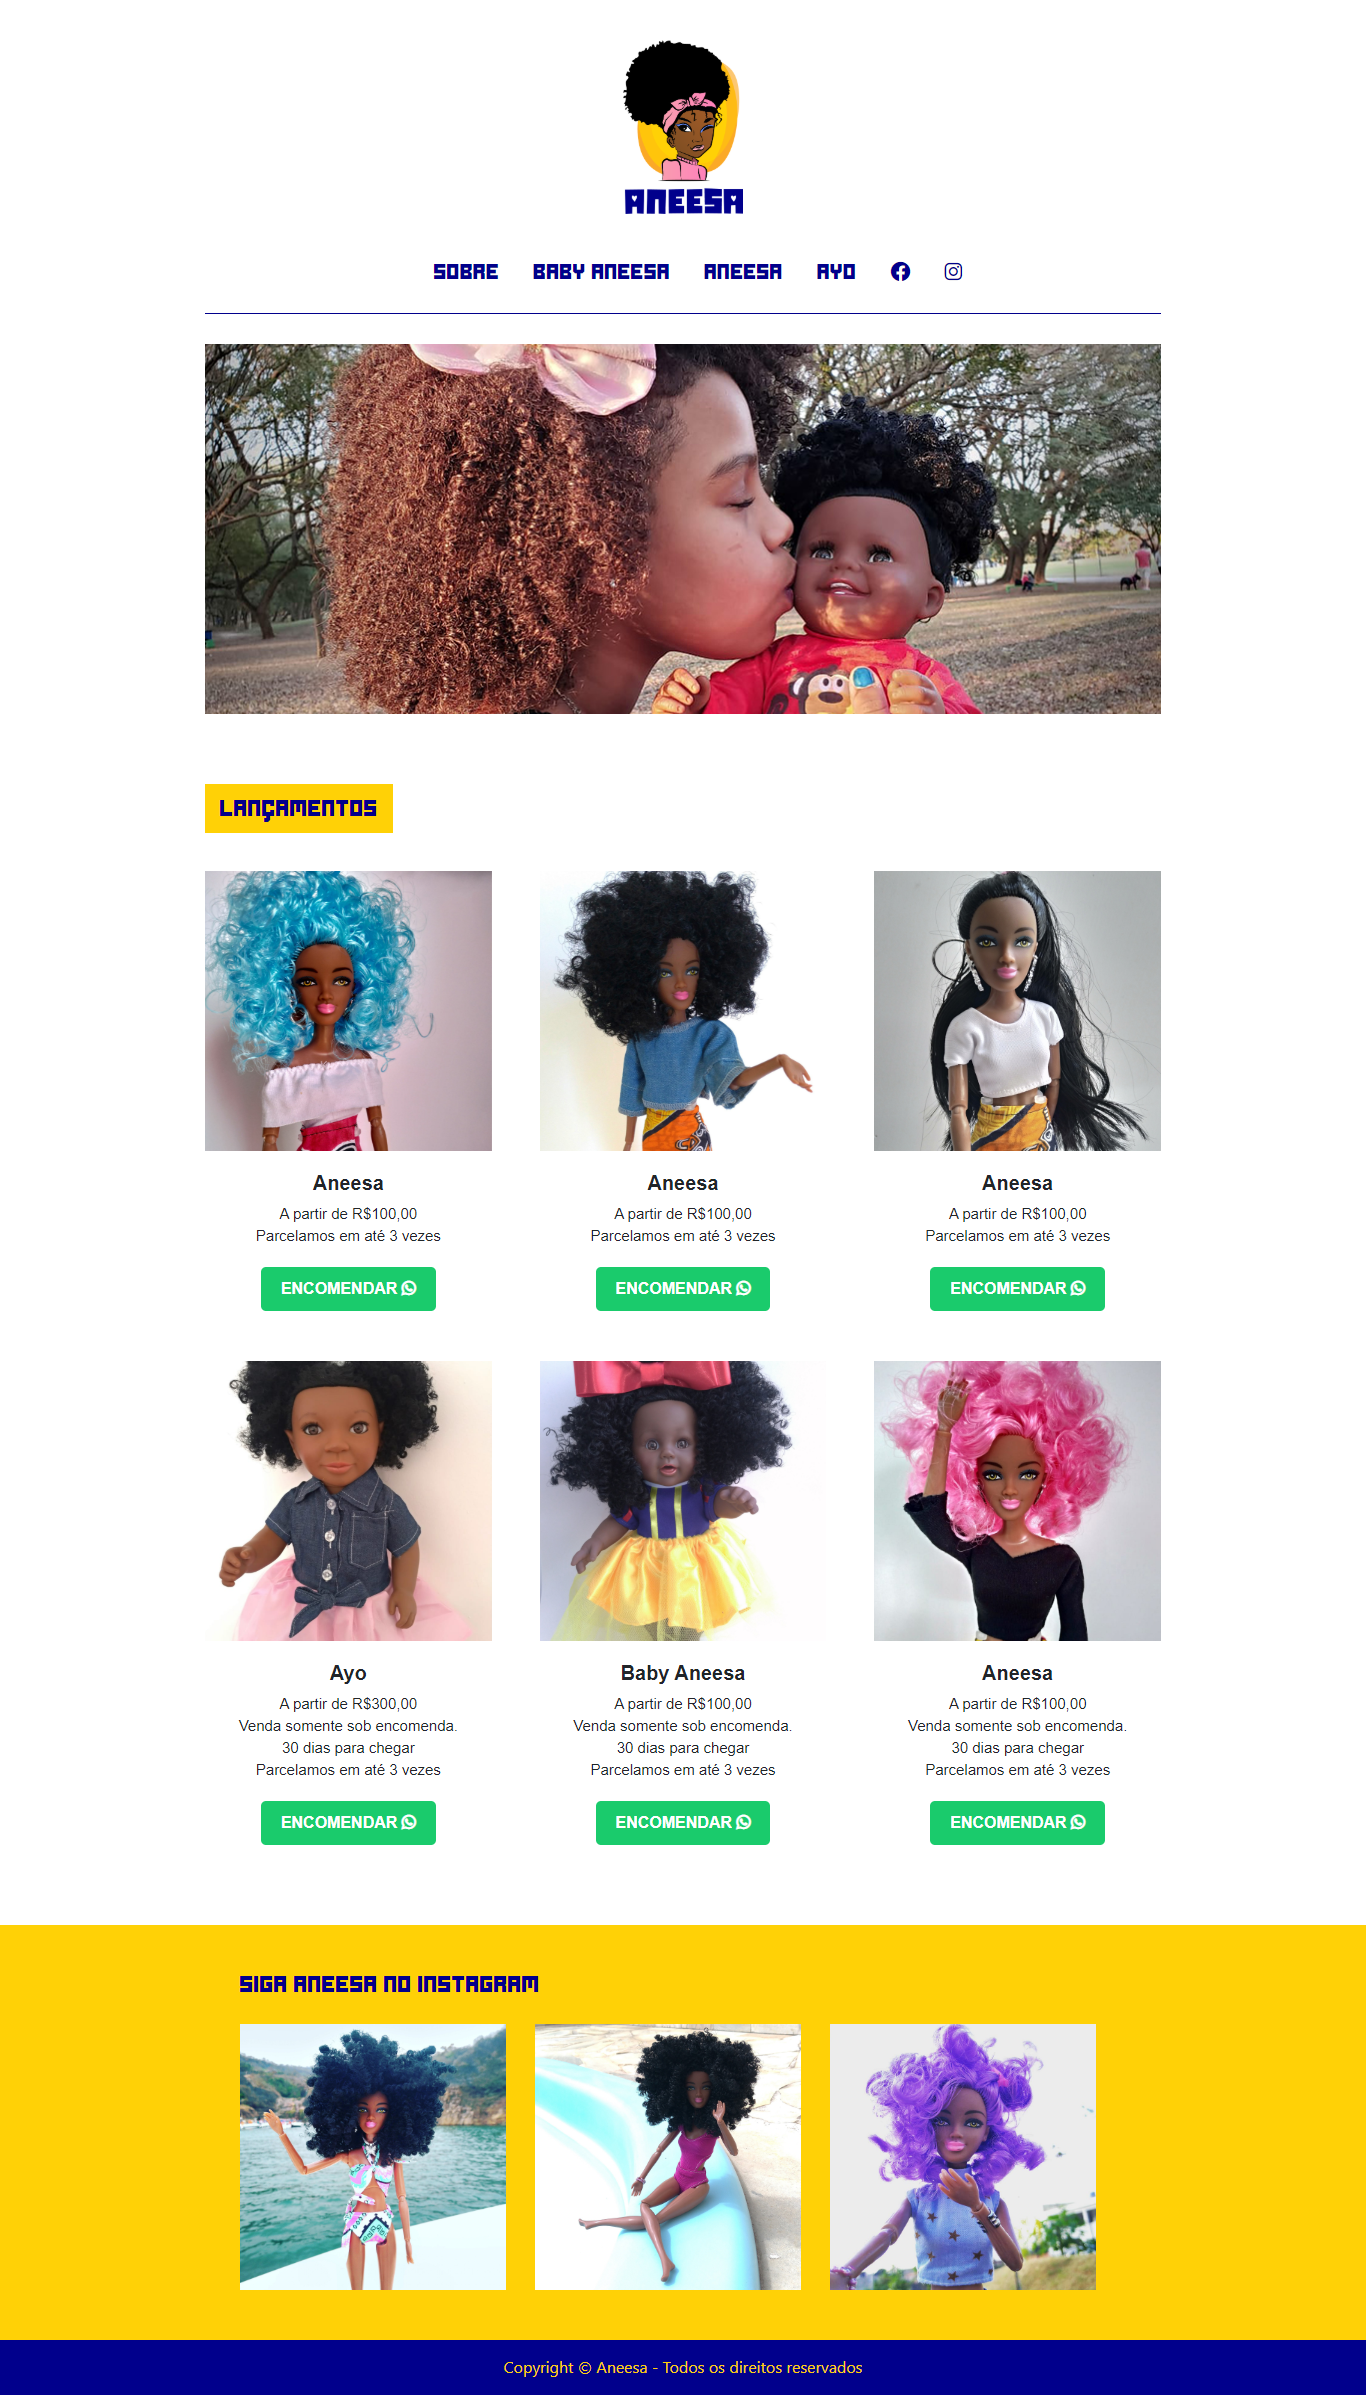 ANEESA
SOBRE BABY ANEESA ANEESA AYO
LANÇAMENTOS
Aneesa
A partir de R$100,00
Parcelamos em até 3 vezes
ENCOMENDAR
Aneesa
A partir de R$100,00
Parcelamos em até 3 vezes
ENCOMENDAR
Aneesa
A partir de R$100,00
Parcelamos em até 3 vezes
ENCOMENDAR
Ayo
A partir de R$300,00
Venda somente sob encomenda.
30 dias para chegar
Parcelamos em até 3 vezes
ENCOMENDAR
Baby Aneesa
A partir de R$100,00
Venda somente sob encomenda.
30 dias para chegar
Parcelamos em até 3 vezes
ENCOMENDAR
Aneesa
A partir de R$100,00
Venda somente sob encomenda.
30 dias para chegar
Parcelamos em até 3 vezes
ENCOMENDAR
SIGA ANEESA NO INSTAGRAM
Copyright © Aneesa - Todos os direitos reservados